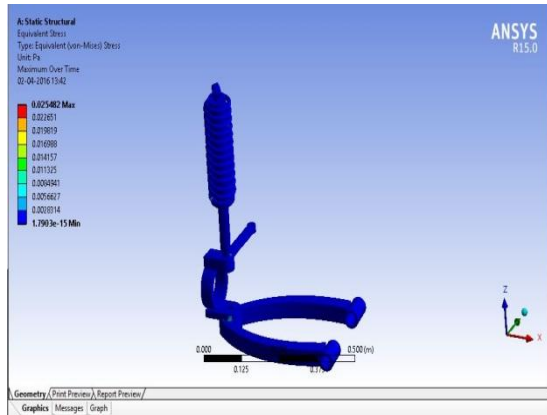 A: Static Structural
Equivalent Stress
Type: Equivalent (von-Mises) Stress
Unit: Pa
Maximum Over Time
02-04-2016 13:42
0.025482 Max
0.022651
0.019819
0.016988
0.014157
0.011325
0.0084941
0.0056627
0.0028314
1.7903e-15 Min
ANSYS
R15.0
Z
X
0.000
0.500 (m)
0.125
0.375
Geometry / Print Preview / Report Preview /
Graphics Messages Graph